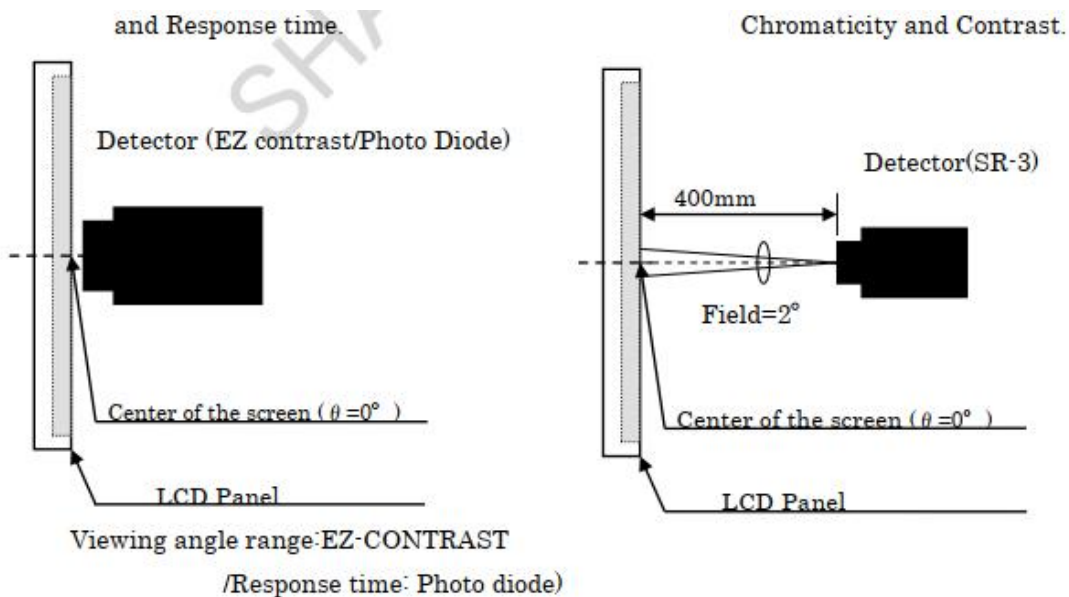 and Response time.
Detector (EZ contrast/Photo Diode)
Center of the screen ( θ=0° )
LCD Panel
Viewing angle range:EZ-CONTRAST
/Response time: Photo diode)
Chromaticity and Contrast.
Detector(SR-3)
400mm
Field=2°
Center of the screen ( θ=0° )
LCD Panel
SHA